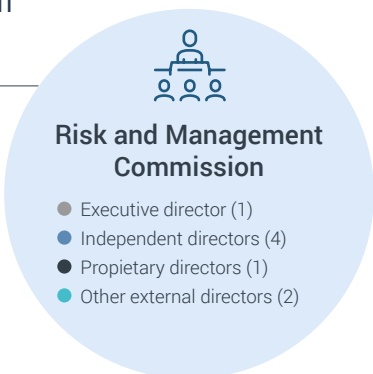 Risk and Management
Commission
Executive director (1)
Independent directors (4)
Propietary directors (1)
Other external directors (2)